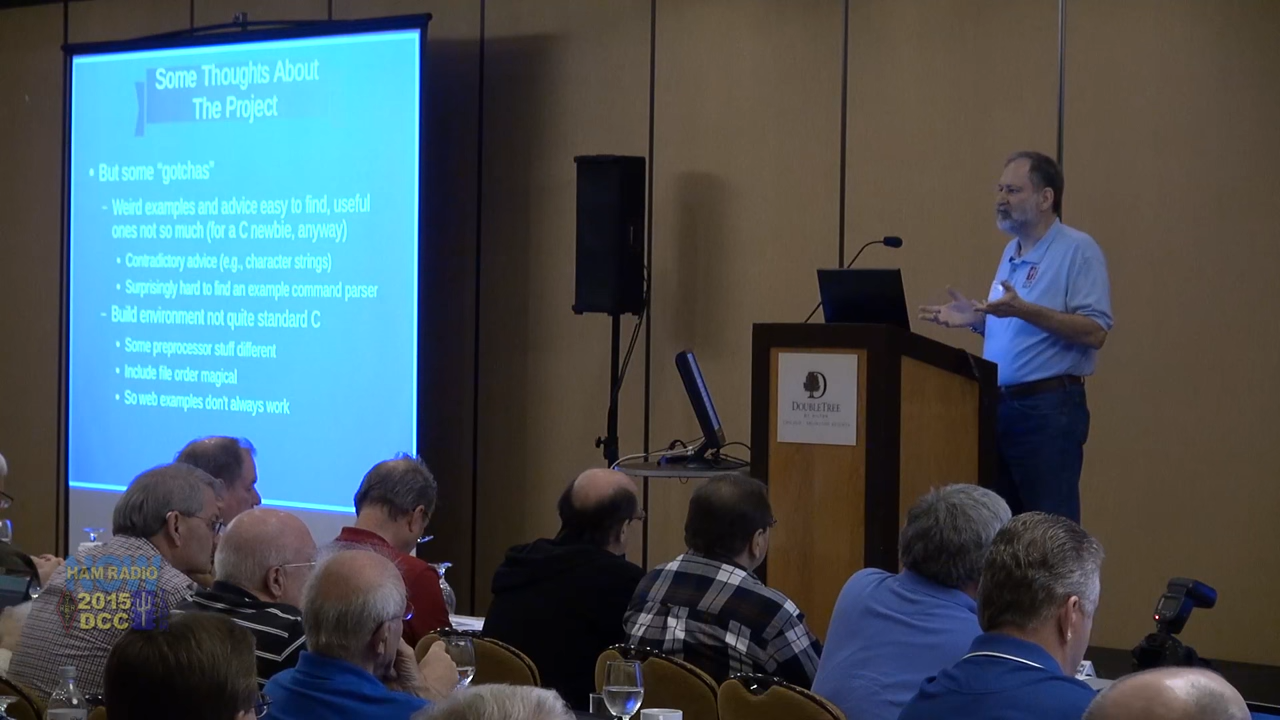 Some Thoughts About
The Project
• But some “gotchas”
– Weird examples and advice easy to find, useful
ones not so much (for a C newbie, anyway)
• Contradictory advice (e.g., character strings)
• Surprisingly hard to find an example command parser
– Build environment not quite standard C
• Some preprocessor stuff different
• Include file order magical
• So web examples don't always work
D
DOUBLETREE
BY HILTON
HAM RADIO
2015
DCC